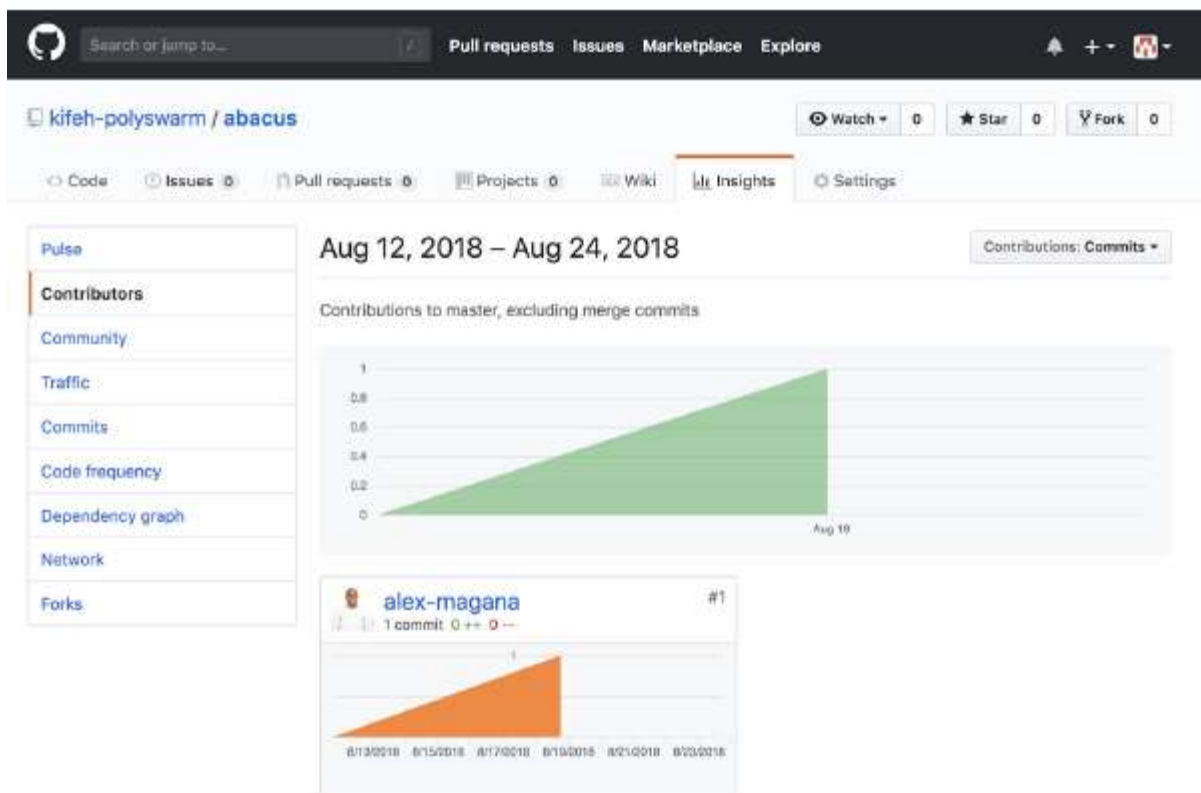 Search or jump to... /
Pull requests Issues Marketplace Explore
kifeh-polyswarm / abacus
Watch 0 Star 0 Fork 0
Code Issues 0 Pull requests 0 Projects 0 Wiki Insights Settings
Pulse
Contributors
Community
Traffic
Commits
Code frequency
Dependency graph
Network
Forks
Aug 12, 2018 – Aug 24, 2018
Contributions: Commits
Contributions to master, excluding merge commits
1
0.8
0.6
0.4
0.2
0
Aug 19
alex-magana #1
1 commit 0 ++ 0 --
1
8/13/2018 8/15/2018 8/17/2018 8/19/2018 8/21/2018 8/23/2018